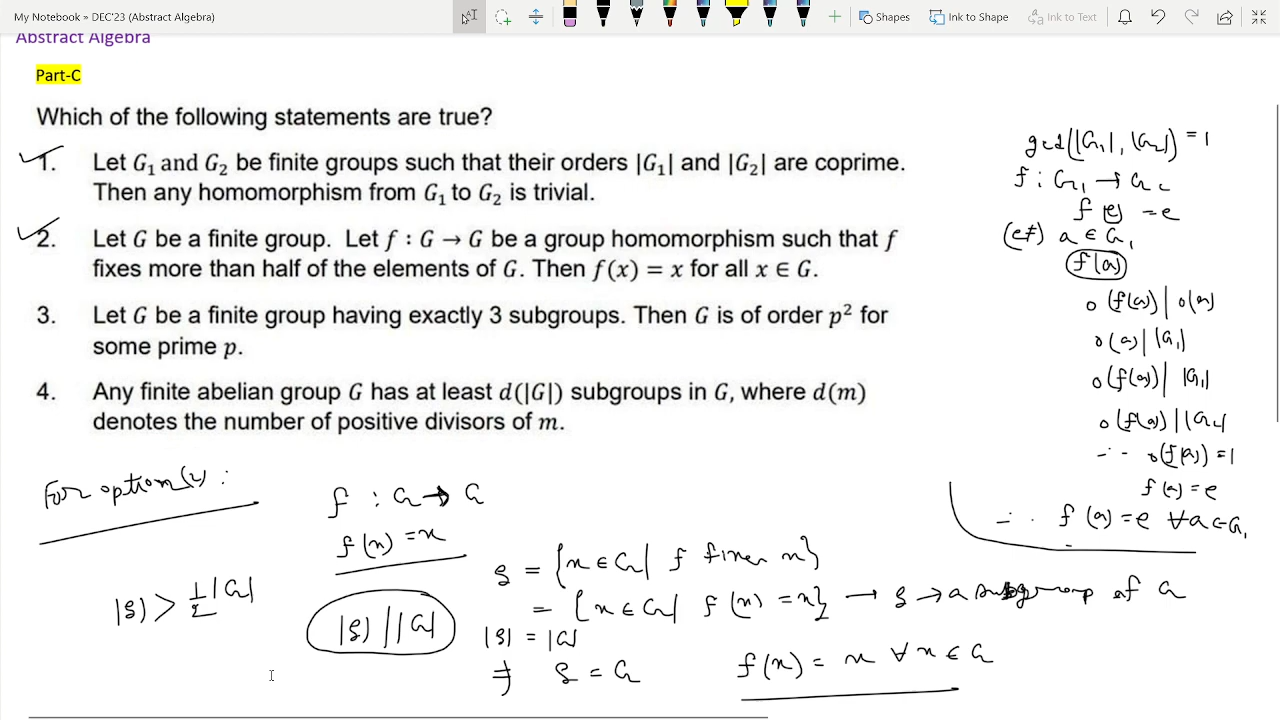 My Notebook » DEC'23 (Abstract Algebra)
Shapes
Ink to Shape
Ink to Text
Abstract Algebra
Part-C
Which of the following statements are true?
1. Let G₁ and G₂ be finite groups such that their orders |G₁| and |G₂| are coprime.
Then any homomorphism from G₁ to G₂ is trivial.
2. Let G be a finite group. Let f : G → G be a group homomorphism such that f
fixes more than half of the elements of G. Then f(x) = x for all x ∈ G.
3. Let G be a finite group having exactly 3 subgroups. Then G is of order p² for
some prime p.
4. Any finite abelian group G has at least d(|G|) subgroups in G, where d(m)
denotes the number of positive divisors of m.
gcd(|G₁|, |G₂|) = 1
f : G₁ → G₂
f(e) = e
(e≠) a ∈ G₁
f(a)
o(f(a)) | o(a)
o(a) | |G₁|
o(f(a)) | |G₁|
o(f(a)) | |G₂|
∴ o(f(a)) = 1
f(a) = e
∴ f(a) = e ∀a ∈ G₁
For option(2) :
f : G → G
f(x) = x
|S| > 1/2 |G|
|S| | |G|
S = {x ∈ G | f fixes x}
= {x ∈ G | f(x) = x} → S → a subgroup of G
|S| = |G|
⇒ S = G
f(x) = x ∀x ∈ G